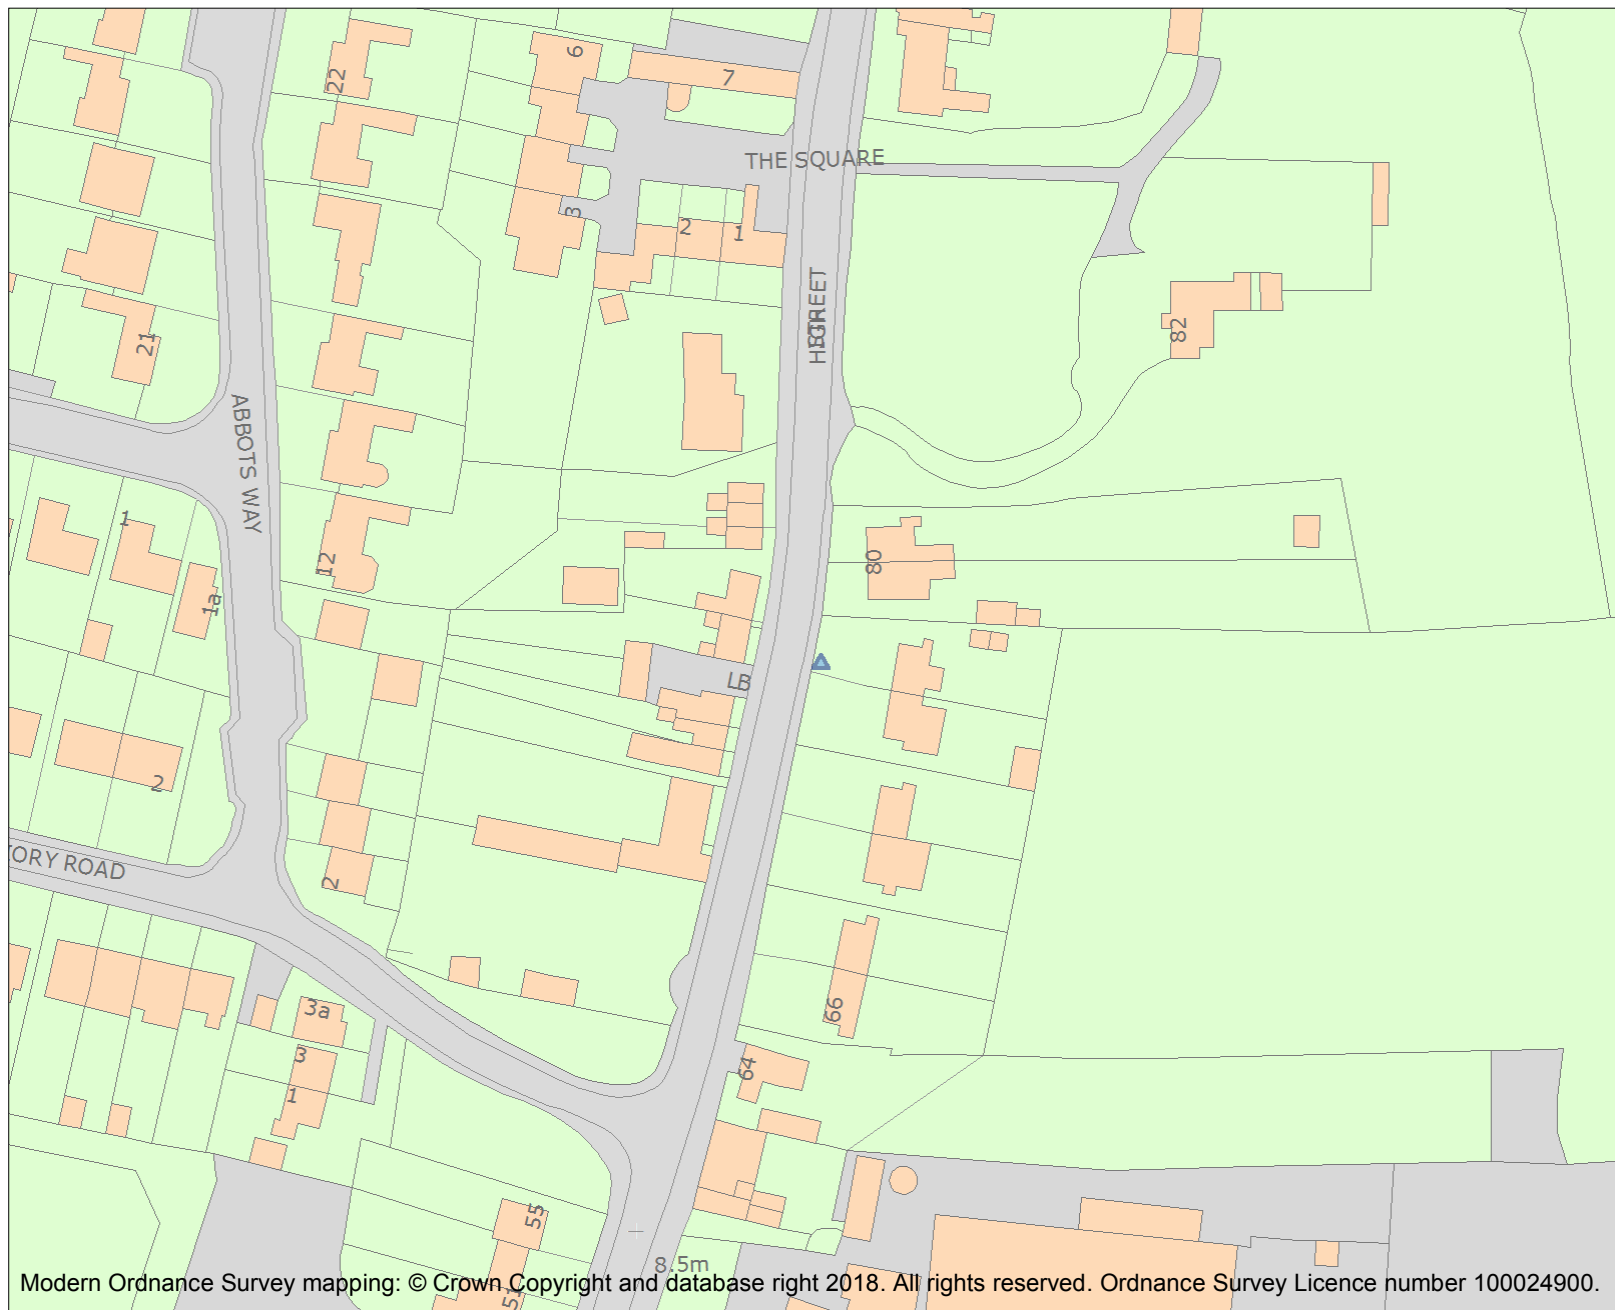 6
7
22
THE SQUARE
3
2
1
HIGH
STREET
82
21
ABBOTS WAY
1
12
80
1a
LB
2
TORY ROAD
2
66
3a
3
64
1
55
8.5m
51
Modern Ordnance Survey mapping: © Crown Copyright and database right 2018. All rights reserved. Ordnance Survey Licence number 100024900.